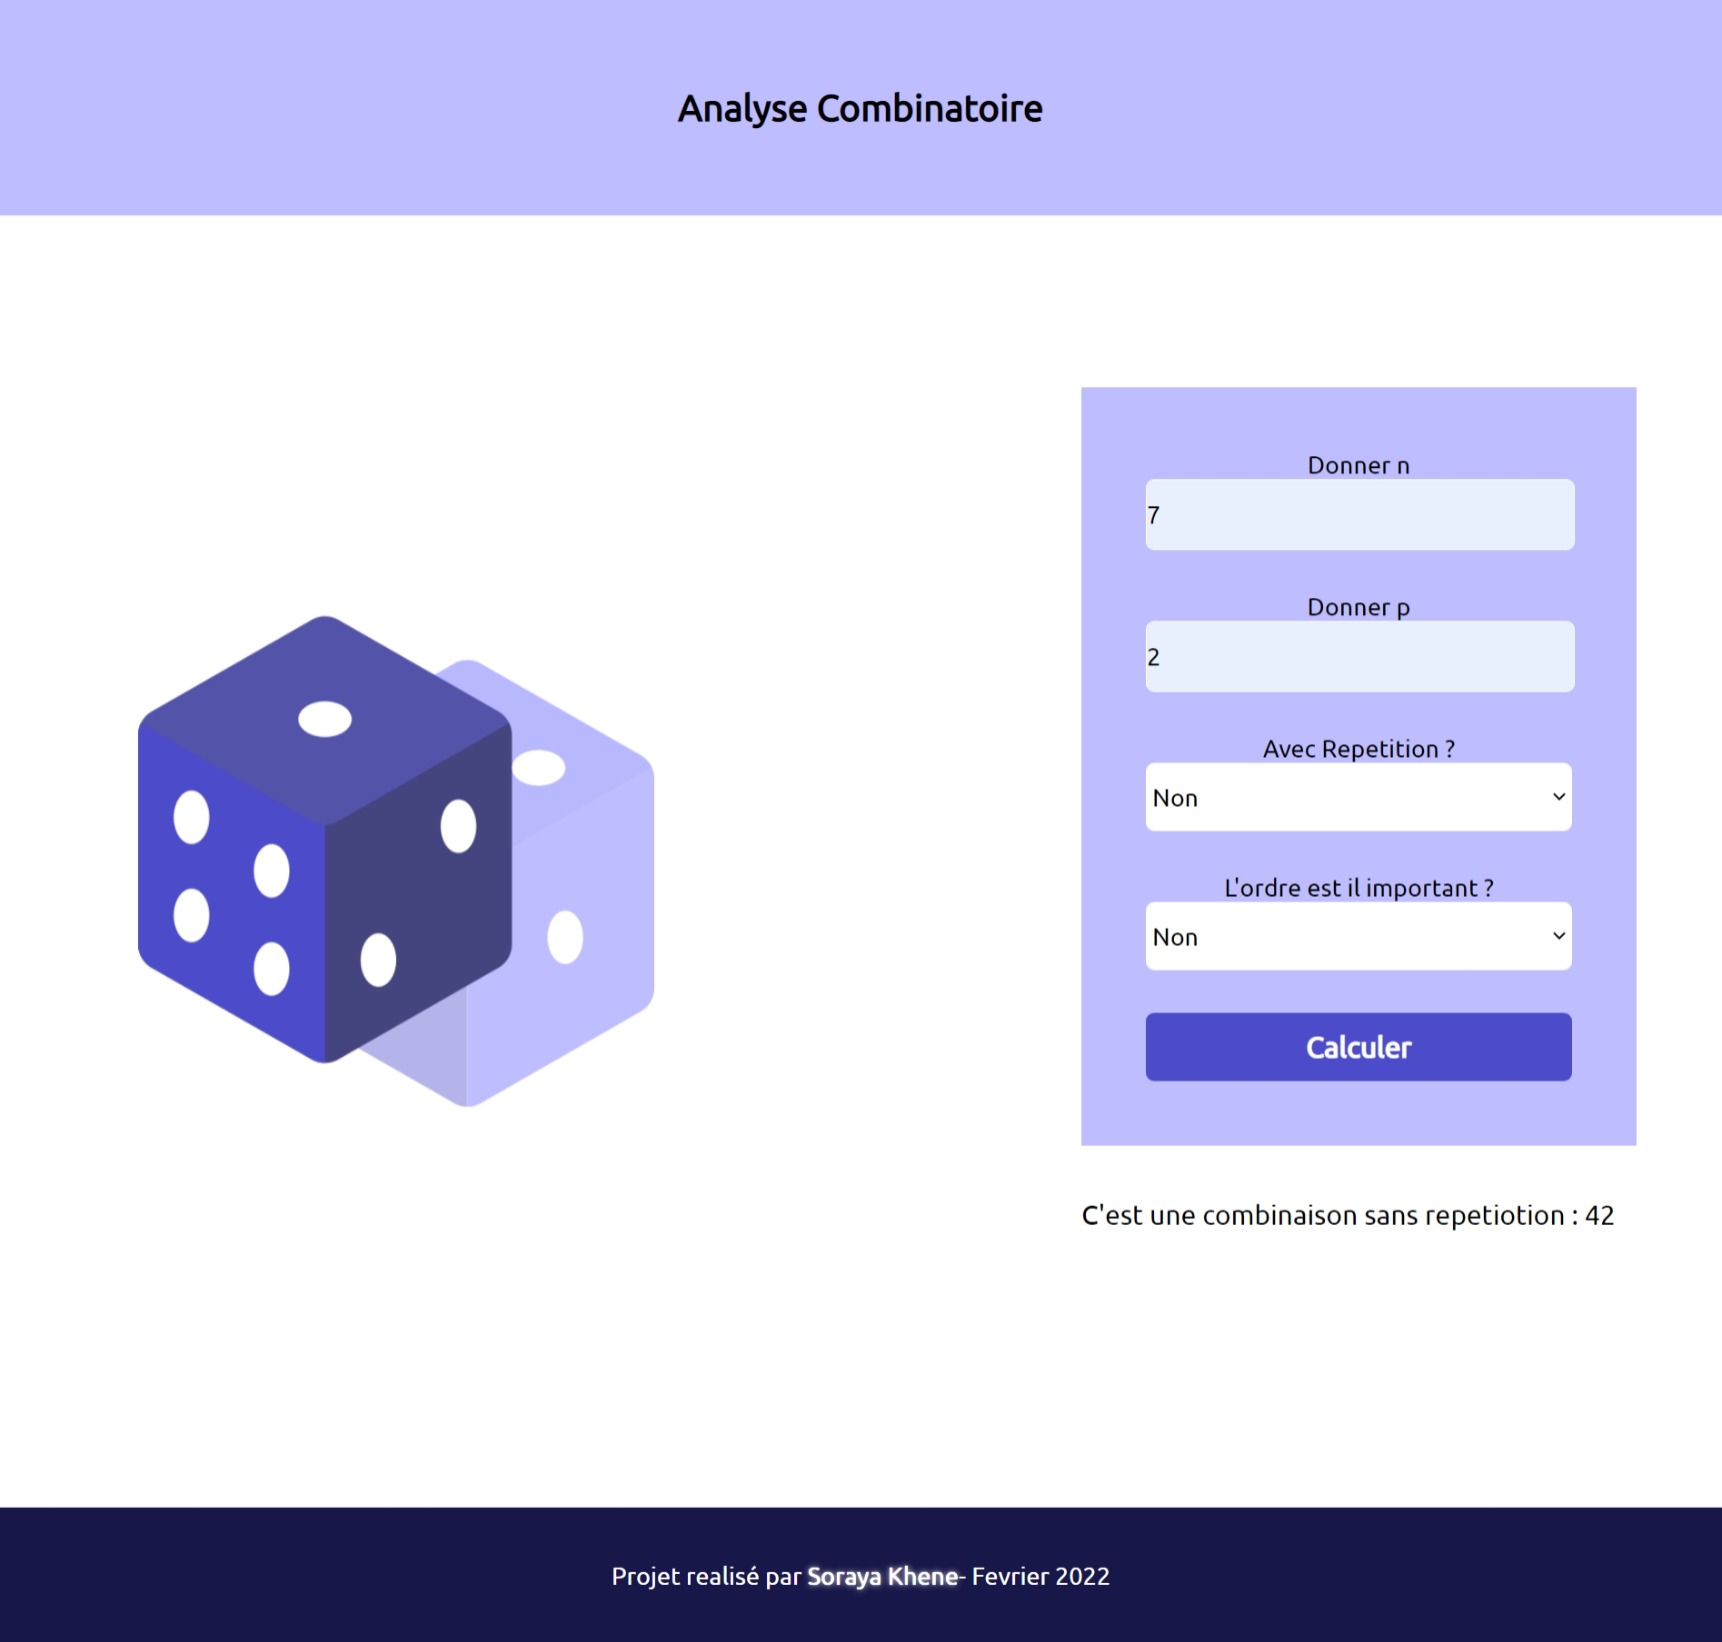 Analyse Combinatoire
Donner n
7
Donner p
2
Avec Repetition ?
Non
L'ordre est il important ?
Non
Calculer
C'est une combinaison sans repetiotion : 42
Projet realisé par Soraya Khene- Fevrier 2022